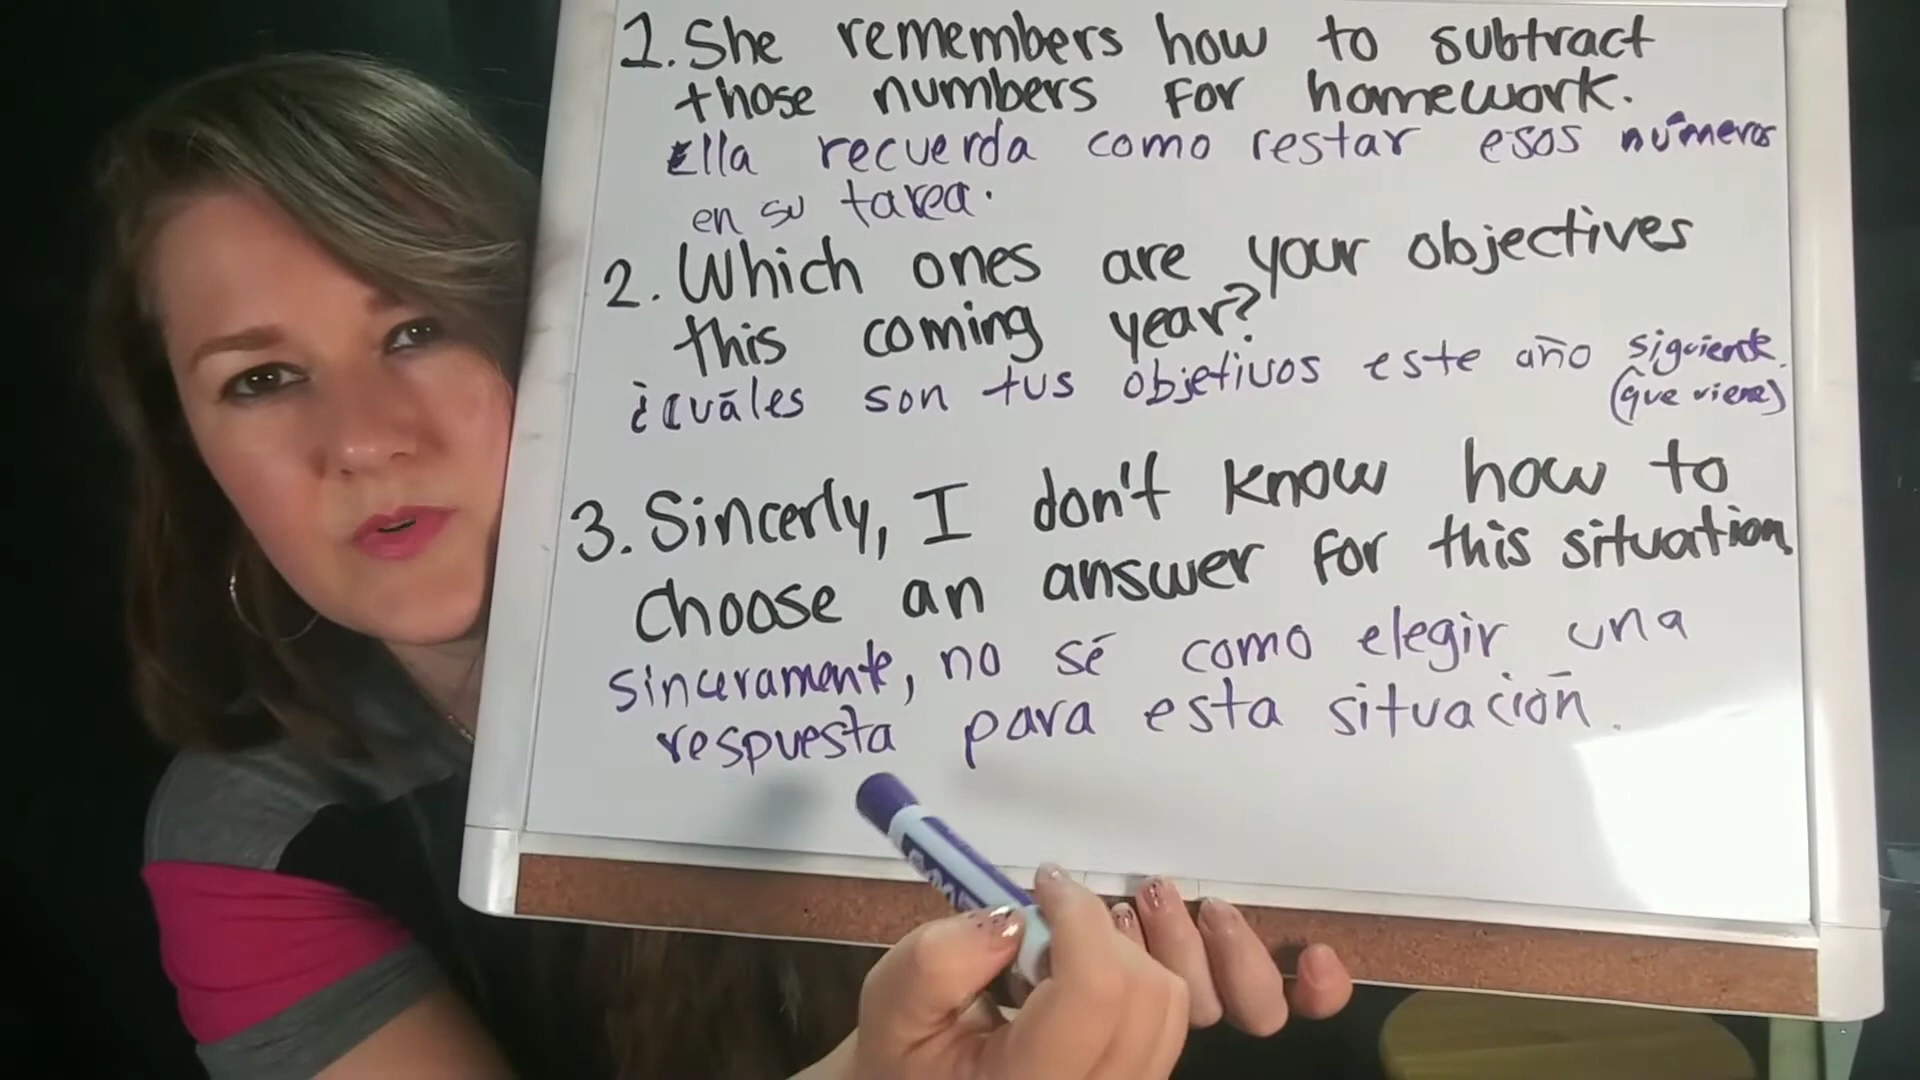 1. She remembers how to subtract
those numbers for homework.
Ella recuerda como restar esos números
en su tarea.
2. Which ones are your objectives
this coming year?
¿Cuáles son tus objetivos este año siguiente.
(que viene)
3. Sincerly, I don't know how to
choose an answer for this situation.
sinceramente, no sé como elegir una
respuesta para esta situación.